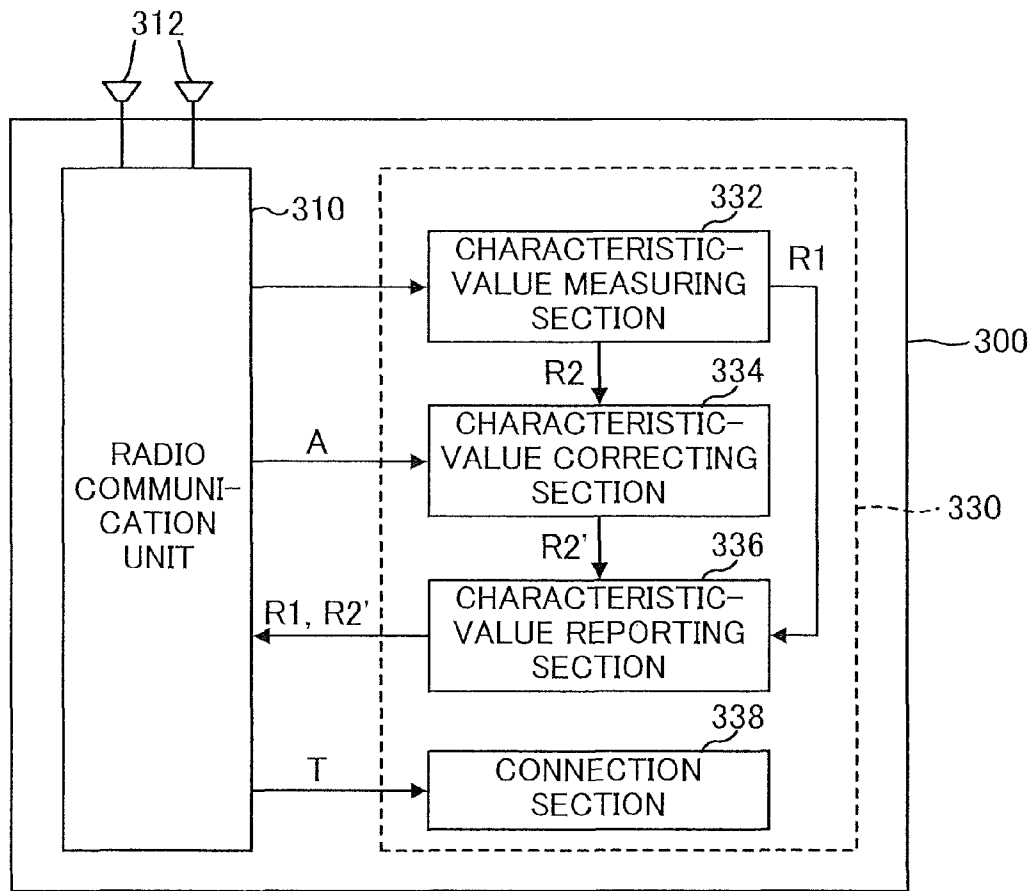 312
310
332
CHARACTERISTIC-
VALUE MEASURING
SECTION
R1
300
R2
334
A
CHARACTERISTIC-
VALUE CORRECTING
SECTION
RADIO
COMMUNI-
CATION
UNIT
330
R2'
336
R1, R2'
CHARACTERISTIC-
VALUE REPORTING
SECTION
338
T
CONNECTION
SECTION